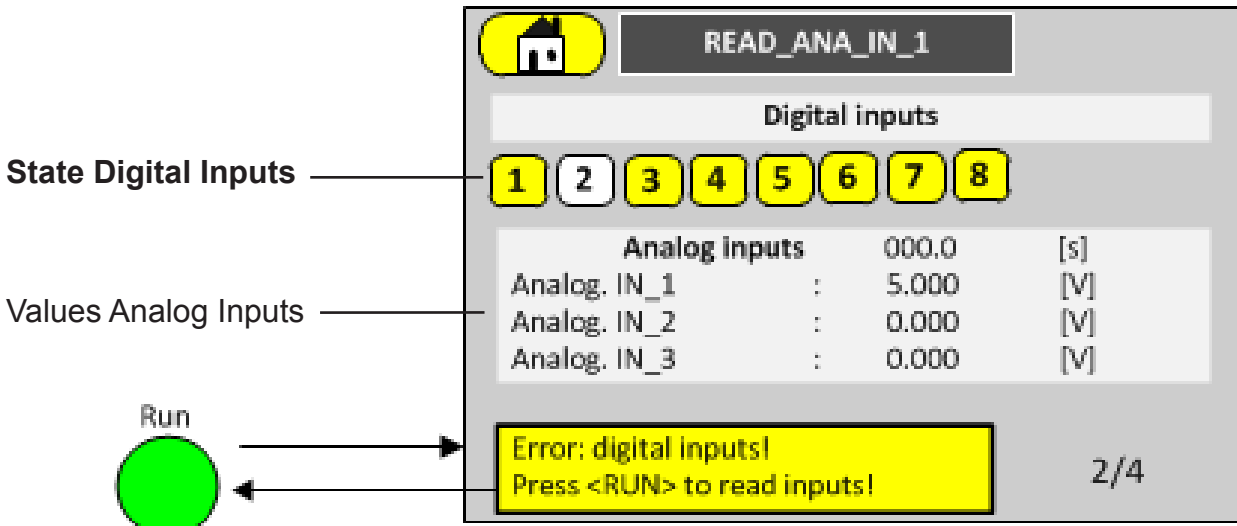 READ_ANA_IN_1
Digital inputs
State Digital Inputs
1 2 3 4 5 6 7 8
Analog inputs 000.0 [s]
Analog. IN_1 : 5.000 [V]
Values Analog Inputs
Analog. IN_2 : 0.000 [V]
Analog. IN_3 : 0.000 [V]
Run
Error: digital inputs!
Press <RUN> to read inputs!
2/4